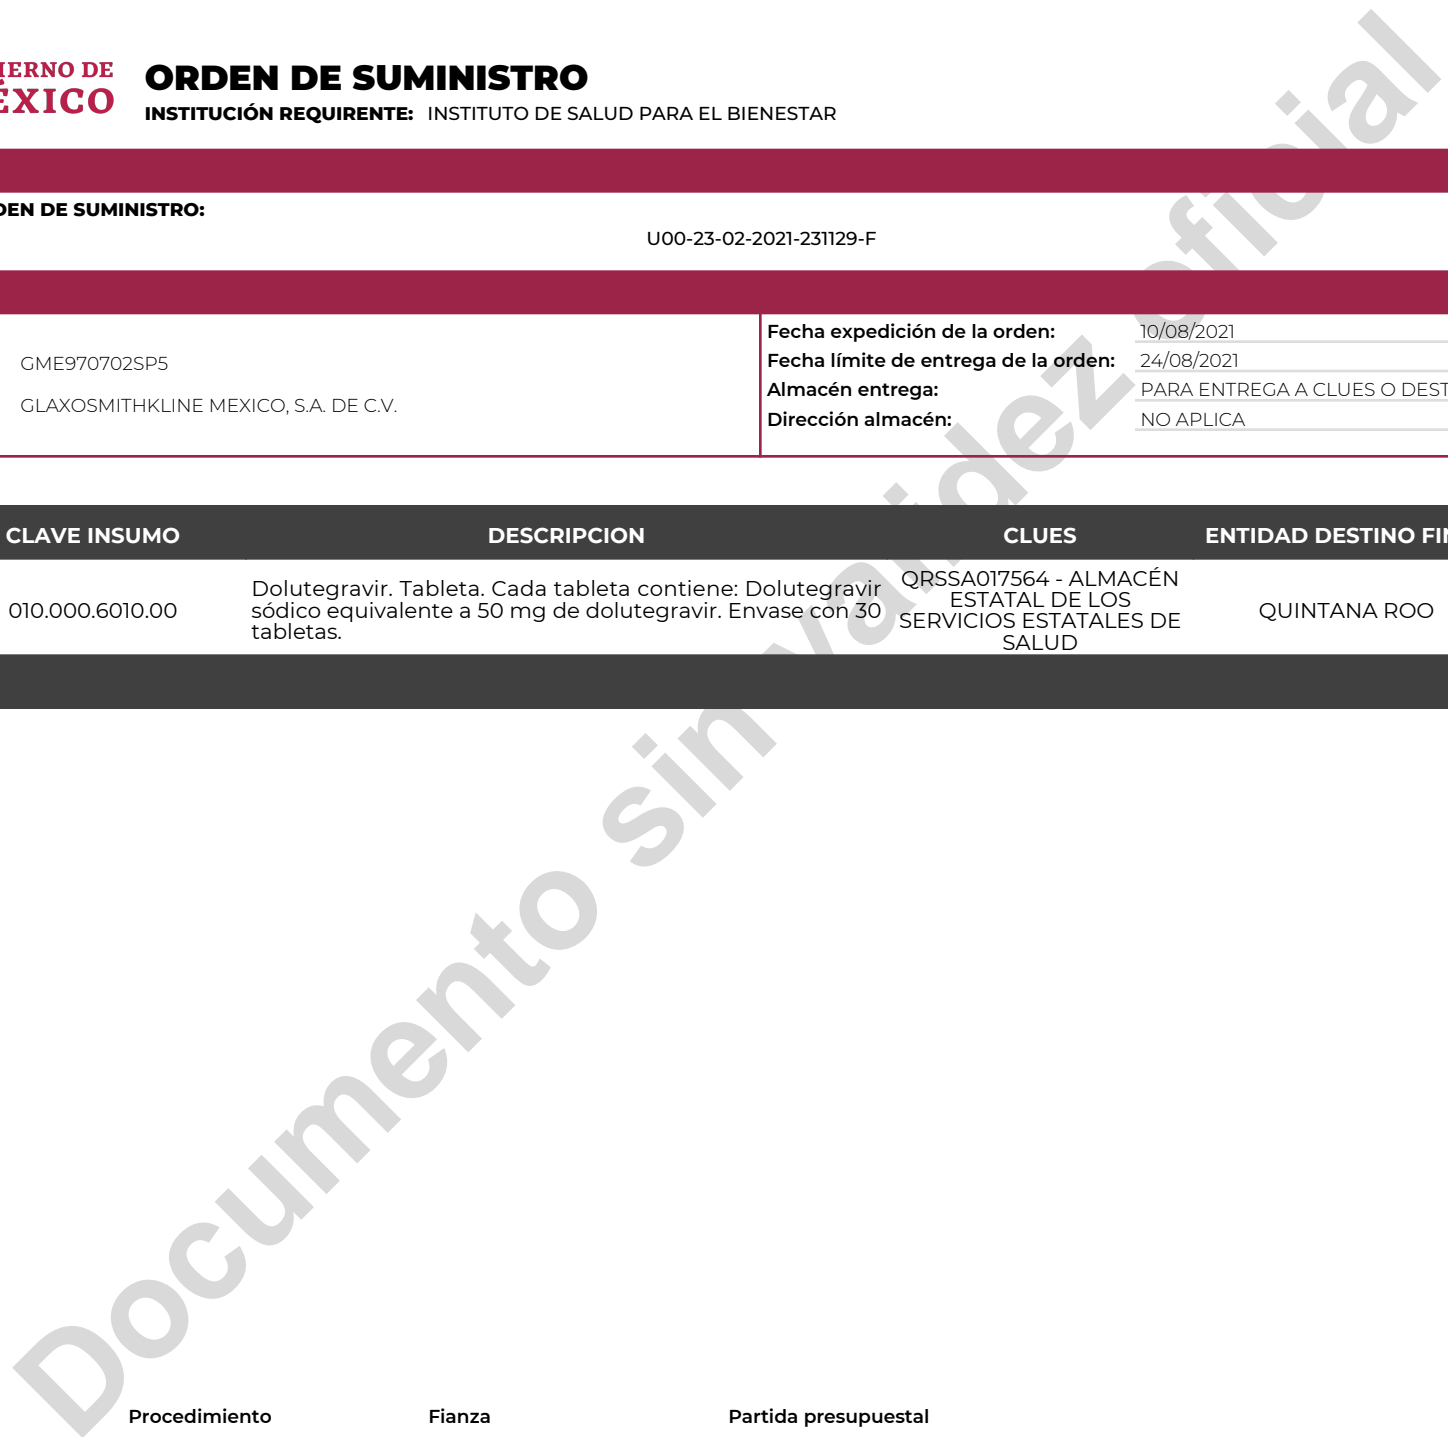 IERNO DE
ÉXICO
ORDEN DE SUMINISTRO
INSTITUCIÓN REQUIRENTE: INSTITUTO DE SALUD PARA EL BIENESTAR
DEN DE SUMINISTRO:
U00-23-02-2021-231129-F
GME970702SP5
GLAXOSMITHKLINE MEXICO, S.A. DE C.V.
Fecha expedición de la orden: 10/08/2021
Fecha límite de entrega de la orden: 24/08/2021
Almacén entrega: PARA ENTREGA A CLUES O DEST
Dirección almacén: NO APLICA
CLAVE INSUMO DESCRIPCION CLUES ENTIDAD DESTINO FIN
010.000.6010.00
Dolutegravir. Tableta. Cada tableta contiene: Dolutegravir
sódico equivalente a 50 mg de dolutegravir. Envase con 30
tabletas.
QRSSA017564 - ALMACÉN
ESTATAL DE LOS
SERVICIOS ESTATALES DE
SALUD
QUINTANA ROO
Documento sin validez oficial
Procedimiento Fianza Partida presupuestal